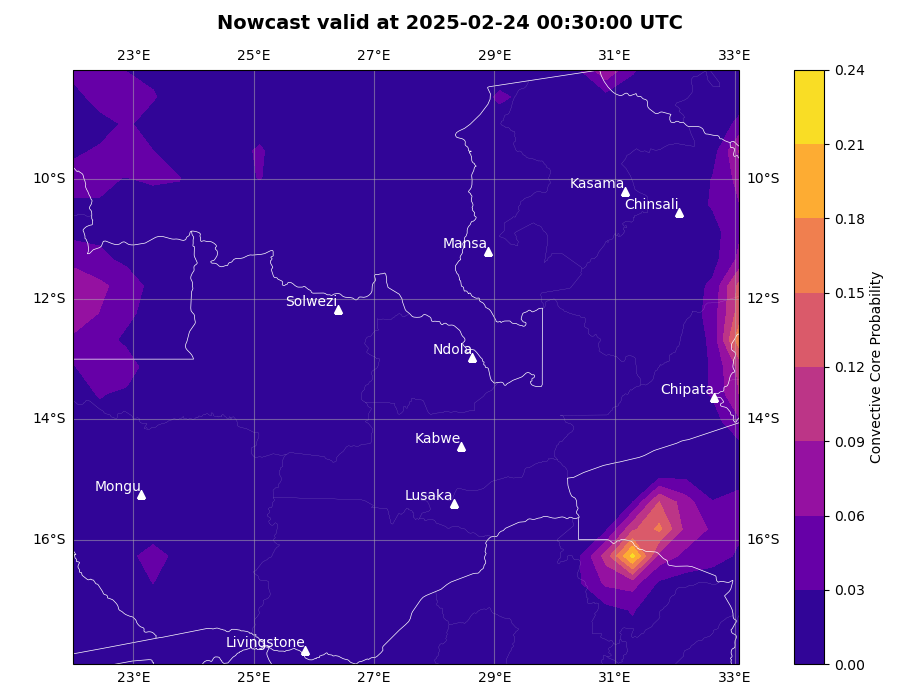 Nowcast valid at 2025-02-24 00:30:00 UTC
23°E 25°E 27°E 29°E 31°E 33°E
0.24
0.21
0.18
0.15
0.12
0.09
0.06
0.03
0.00
Convective Core Probability
10°S 10°S
12°S 12°S
14°S 14°S
16°S 16°S
Kasama
Chinsali
Mansa
Solwezi
Ndola
Chipata
Kabwe
Mongu
Lusaka
Livingstone
23°E 25°E 27°E 29°E 31°E 33°E